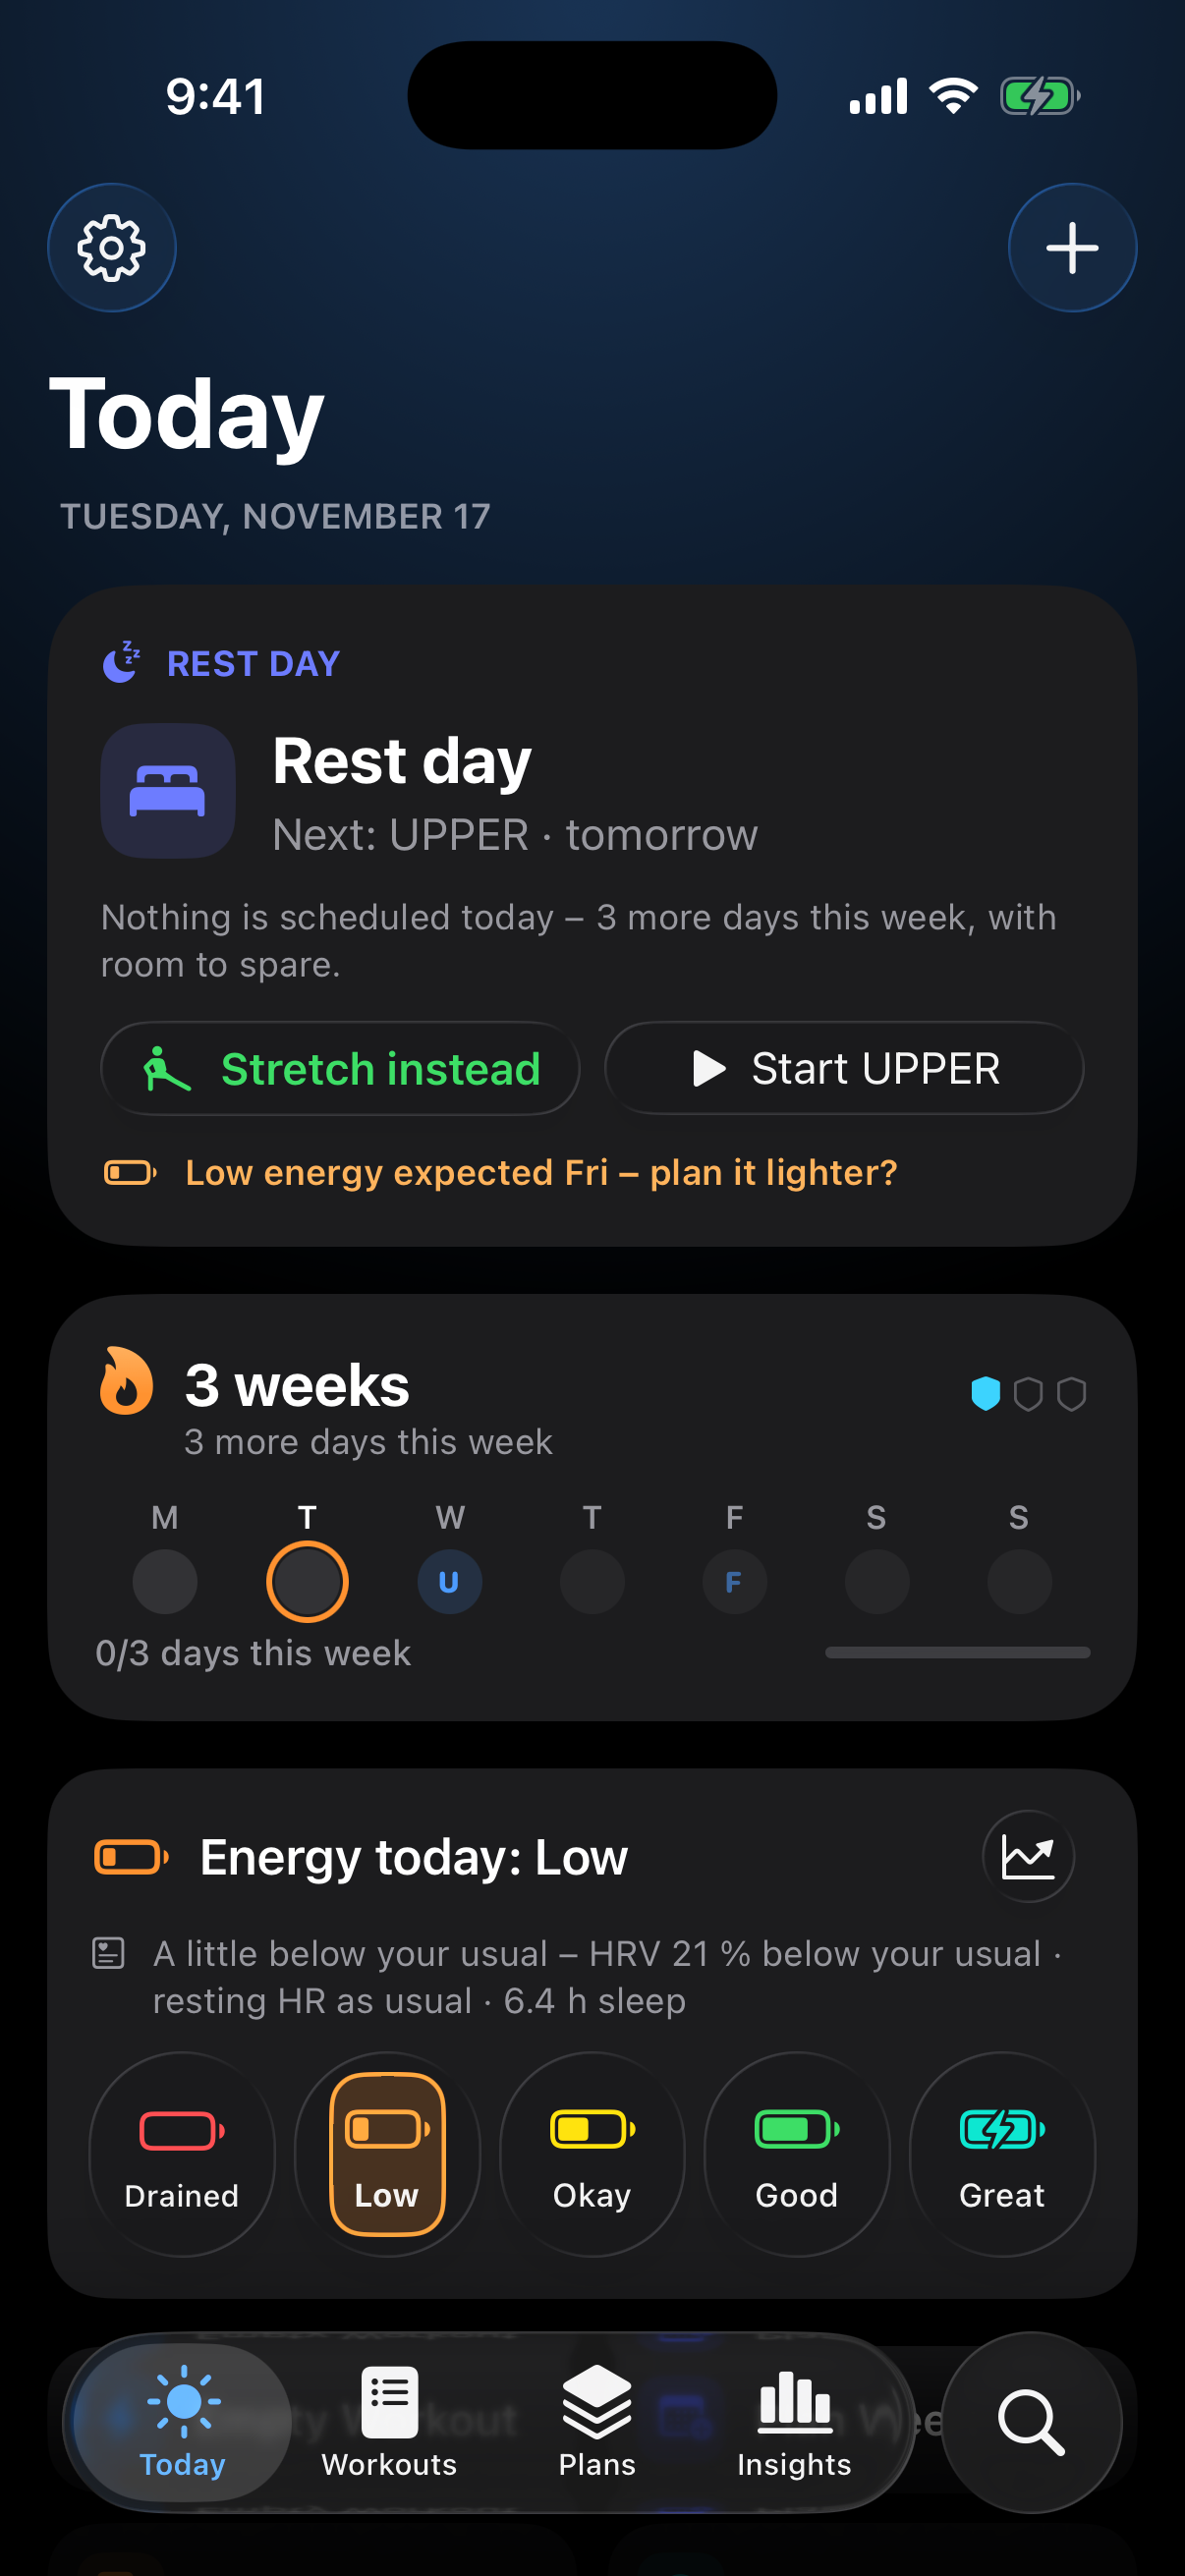 9:41
Today
TUESDAY, NOVEMBER 17
REST DAY
Rest day
Next: UPPER · tomorrow
Nothing is scheduled today – 3 more days this week, with
room to spare.
Stretch instead
Start UPPER
Low energy expected Fri – plan it lighter?
3 weeks
3 more days this week
M T W T F S S
U F
0/3 days this week
Energy today: Low
A little below your usual – HRV 21 % below your usual ·
resting HR as usual · 6.4 h sleep
Drained Low Okay Good Great
Today Workouts Plans Insights